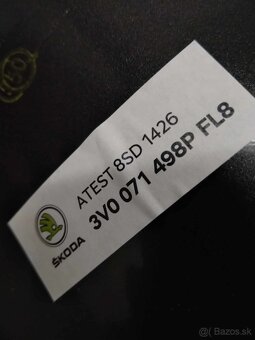 ATEST 8SD 1426
3V0 071 498P FL8
ŠKODA
Bazos.sk